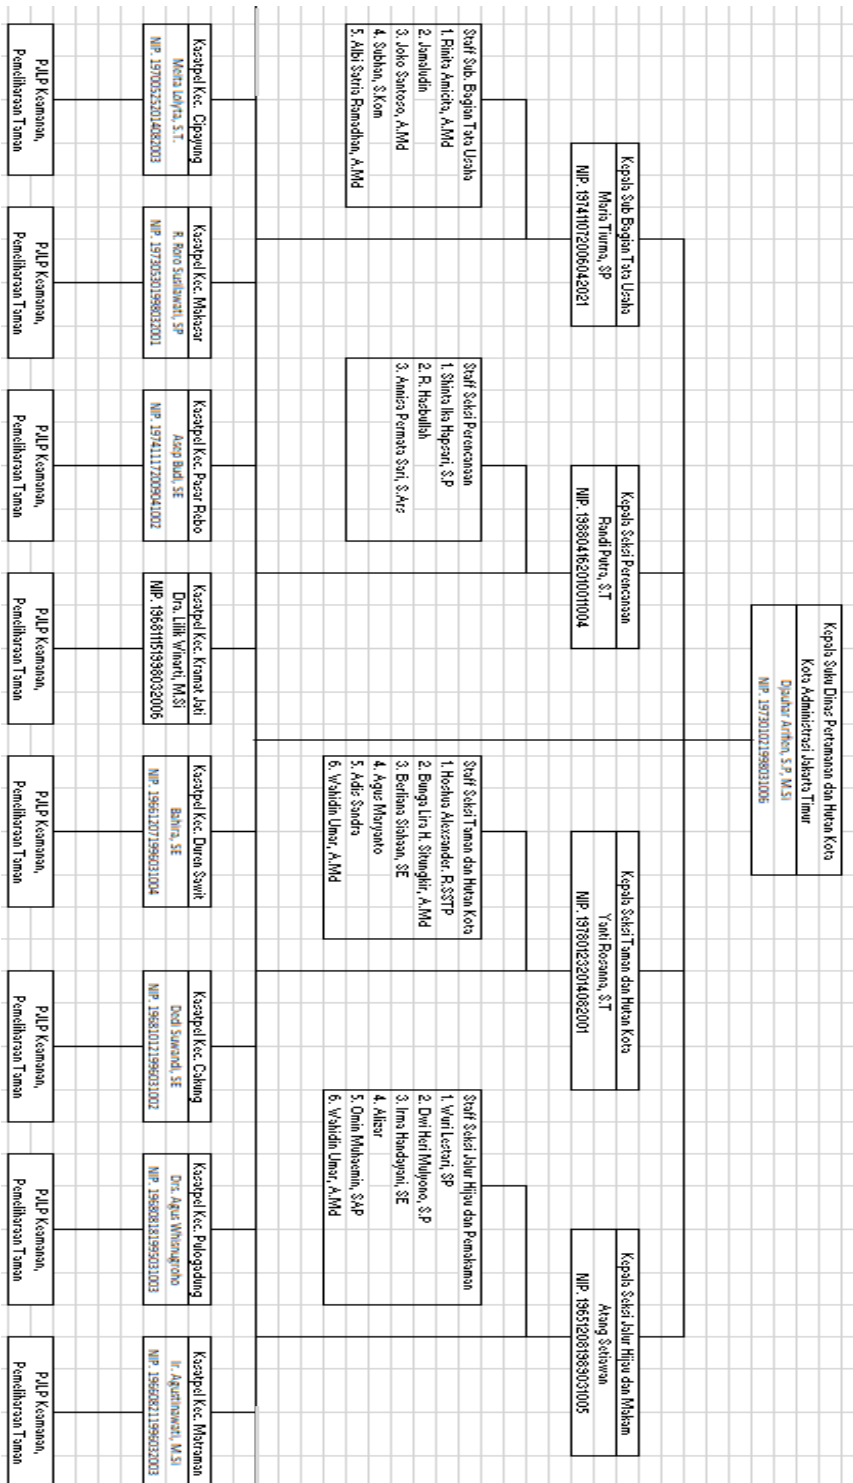 Kepala Suku Dinas Pertamanan dan Hutan Kota
Kota Administrasi Jakarta Timur
Djauhar Arifien, S.P, M.Si
NIP. 197301021998031006
Kepala Sub Bagian Tata Usaha
Maria Tiurma, SP
NIP. 197411072006042021
Kepala Seksi Perencanaan
Randi Putra, S.T
NIP. 198804162010011004
Kepala Seksi Taman dan Hutan Kota
Yanti Rosanna, S.T
NIP. 197801232014082001
Kepala Seksi Jalur Hijau dan Makam
Atang Setiawan
NIP. 196512081989031005
Staff Sub. Bagian Tata Usaha
1. Rinita Amicita, A.Md
2. Jamaludin
3. Joko Santoso, A.Md
4. Subhan, S.Kom
5. Albi Satria Ramadhan, A.Md
Staff Seksi Perencanaan
1. Shinta Ika Hapsari, S.P
2. R. Hasbullah
3. Annisa Permata Sari, S.Ars
Staff Seksi Taman dan Hutan Kota
1. Hoshua Alexsander. R.SSTP
2. Bunga Lira H. Situngkir, A.Md
3. Berliana Siahaan, SE
4. Agus Maryanto
5. Adis Sandra
6. Wahidin Umar, A.Md
Staff Seksi Jalur Hijau dan Pemakaman
1. Wuri Lestari, SP
2. Dwi Heri Mulyono, S.P
3. Irma Handayani, SE
4. Alizar
5. Omin Muhaemin, SAP
6. Wahidin Umar, A.Md
Kasatpel Kec. Cipayung
Meita Lolyta, S.T.
NIP. 197005252014082003
Kasatpel Kec. Makasar
R. Roro Susilawati, SP
NIP. 197305301998032001
Kasatpel Kec. Pasar Rebo
Asep Budi, SE
NIP. 197411172009041002
Kasatpel Kec. Kramat Jati
Dra. Lilik Winarti, M.Si
NIP. 196811151998032006
Kasatpel Kec. Duren Sawit
Bahira, SE
NIP. 196612071996031004
Kasatpel Kec. Cakung
Dedi Suwandi, SE
NIP. 196810121996031002
Kasatpel Kec. Pulogadung
Drs. Agus Whisnugroho
NIP. 196808181995031003
Kasatpel Kec. Matraman
Ir. Agustinawati, M.Si
NIP. 196608211996032003
PJLP Keamanan,
Pemeliharaan Taman
PJLP Keamanan,
Pemeliharaan Taman
PJLP Keamanan,
Pemeliharaan Taman
PJLP Keamanan,
Pemeliharaan Taman
PJLP Keamanan,
Pemeliharaan Taman
PJLP Keamanan,
Pemeliharaan Taman
PJLP Keamanan,
Pemeliharaan Taman
PJLP Keamanan,
Pemeliharaan Taman